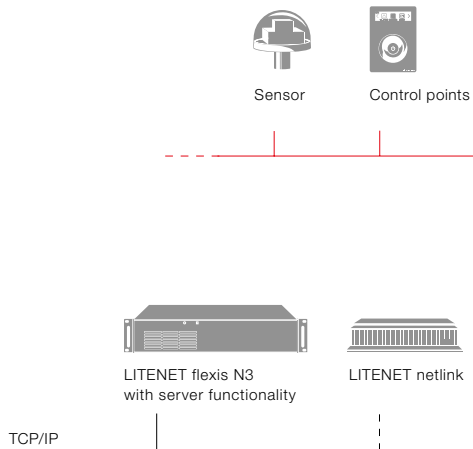 Sensor
Control points
LITENET flexis N3
with server functionality
LITENET netlink
TCP/IP